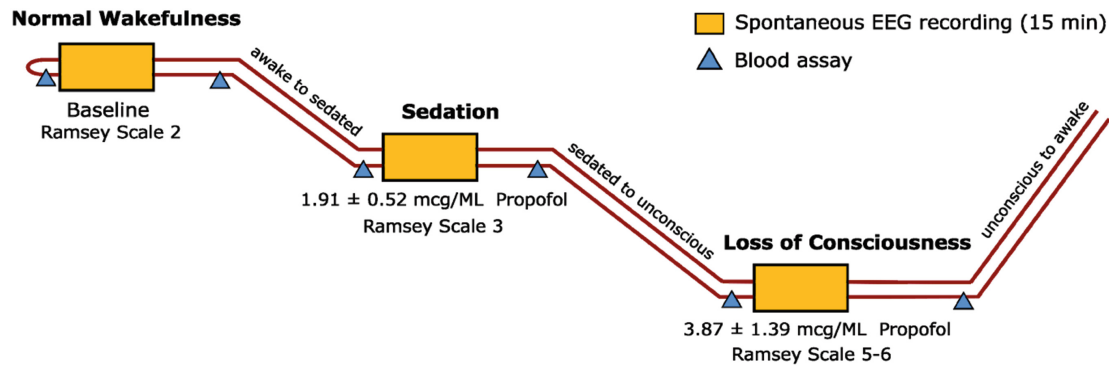 Normal Wakefulness
Spontaneous EEG recording (15 min)
Blood assay
Baseline
Ramsey Scale 2
awake to sedated
Sedation
1.91 ± 0.52 mcg/ML Propofol
Ramsey Scale 3
sedated to unconscious
Loss of Consciousness
3.87 ± 1.39 mcg/ML Propofol
Ramsey Scale 5-6
unconscious to awake